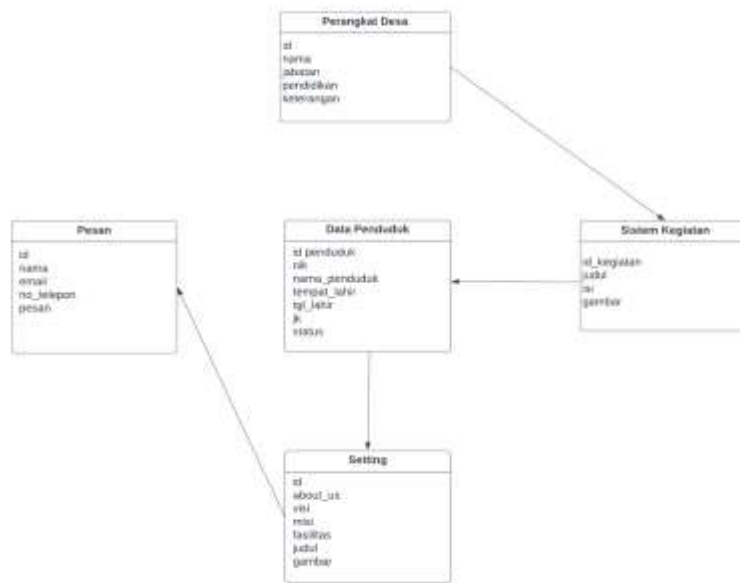 Perangkat Desa
id
nama
jabatan
pendidikan
keterangan
Pesan
id
nama
email
no_telepon
pesan
Data Penduduk
id penduduk
nik
nama_penduduk
tempat_lahir
tgl_lahir
jk
status
Sistem Kegiatan
id_kegiatan
judul
isi
gambar
Setting
id
about_us
visi
misi
fasilitas
judul
gambar